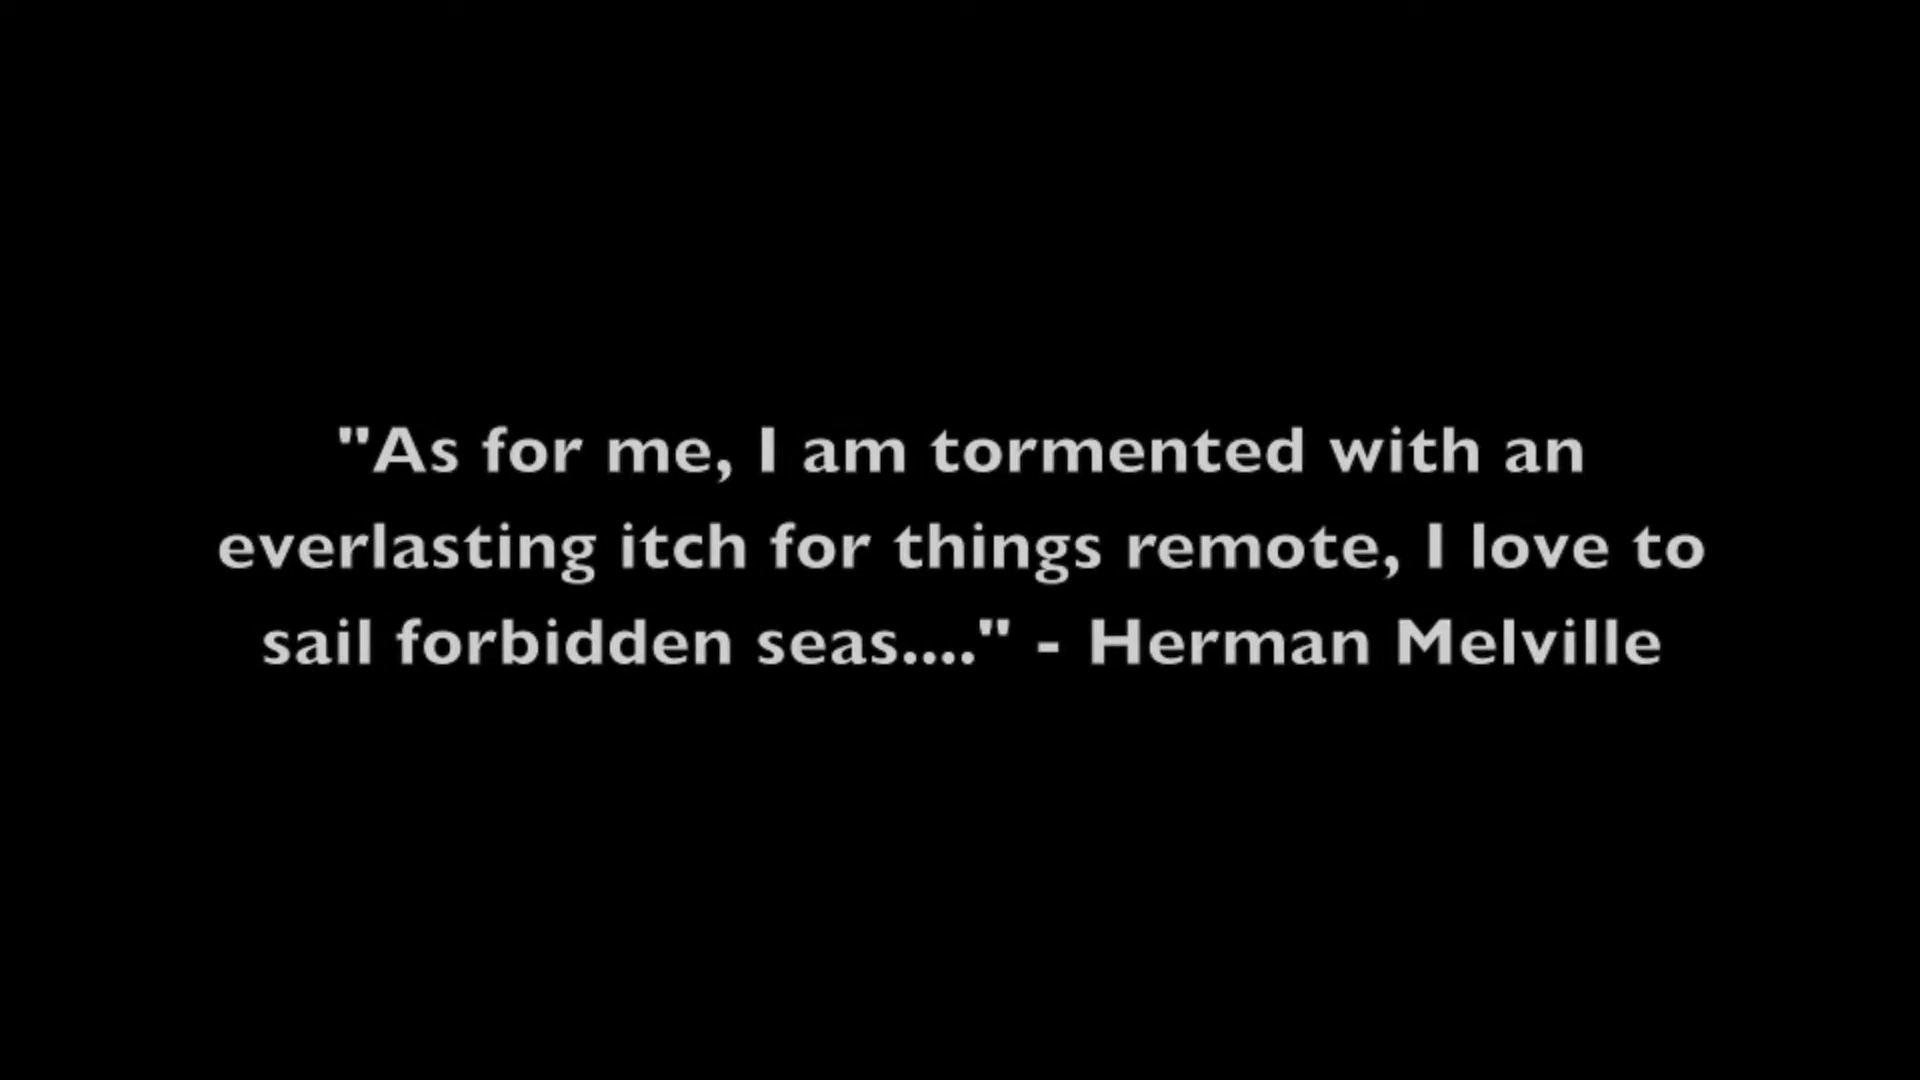 "As for me, I am tormented with an
everlasting itch for things remote, I love to
sail forbidden seas...." - Herman Melville